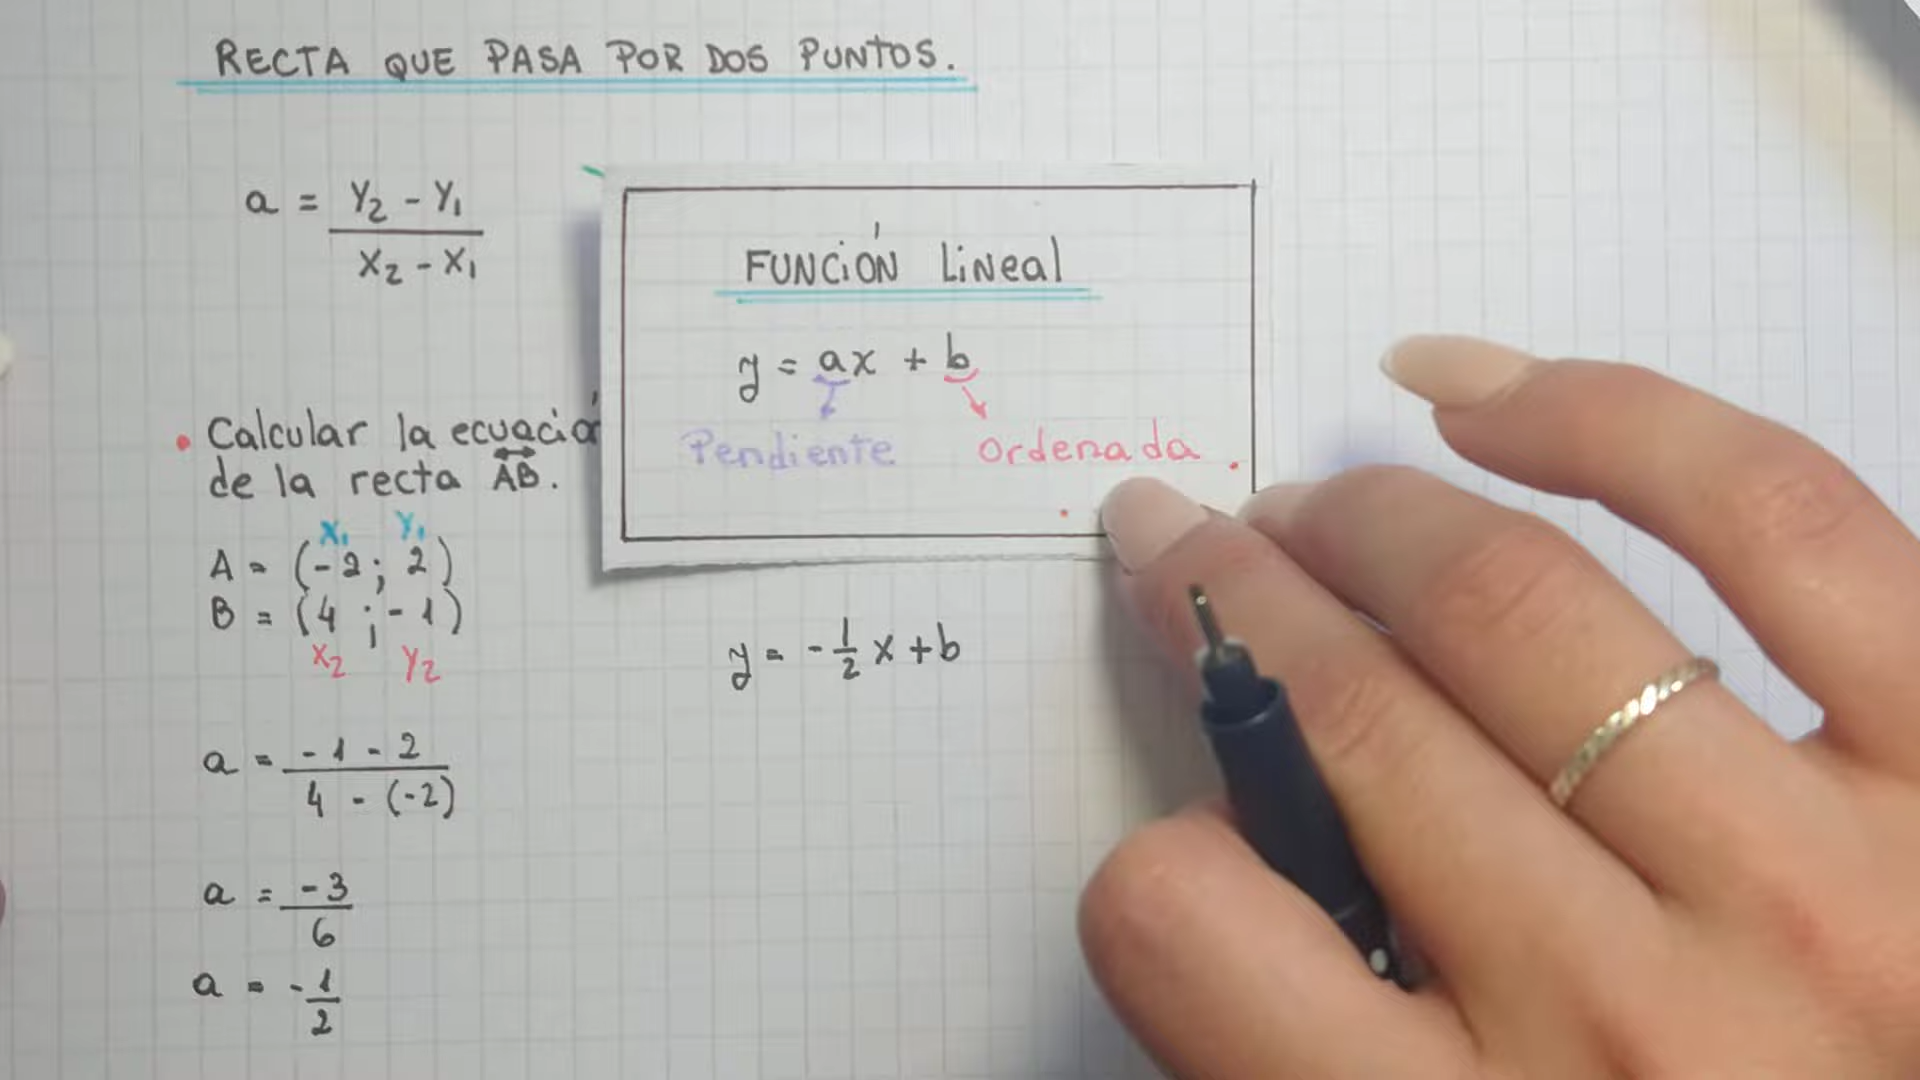 RECTA QUE PASA POR DOS PUNTOS.
a = Y₂ - Y₁
X₂ - X₁
FUNCIÓN Lineal
y = ax + b
Pendiente Ordenada.
• Calcular la ecuación
de la recta AB.
X₁ Y₁
A = (-2; 2)
B = (4; -1)
X₂ Y₂
a = -1 - 2
4 - (-2)
a = -3
6
a = -1
2
y = -1/2 x + b